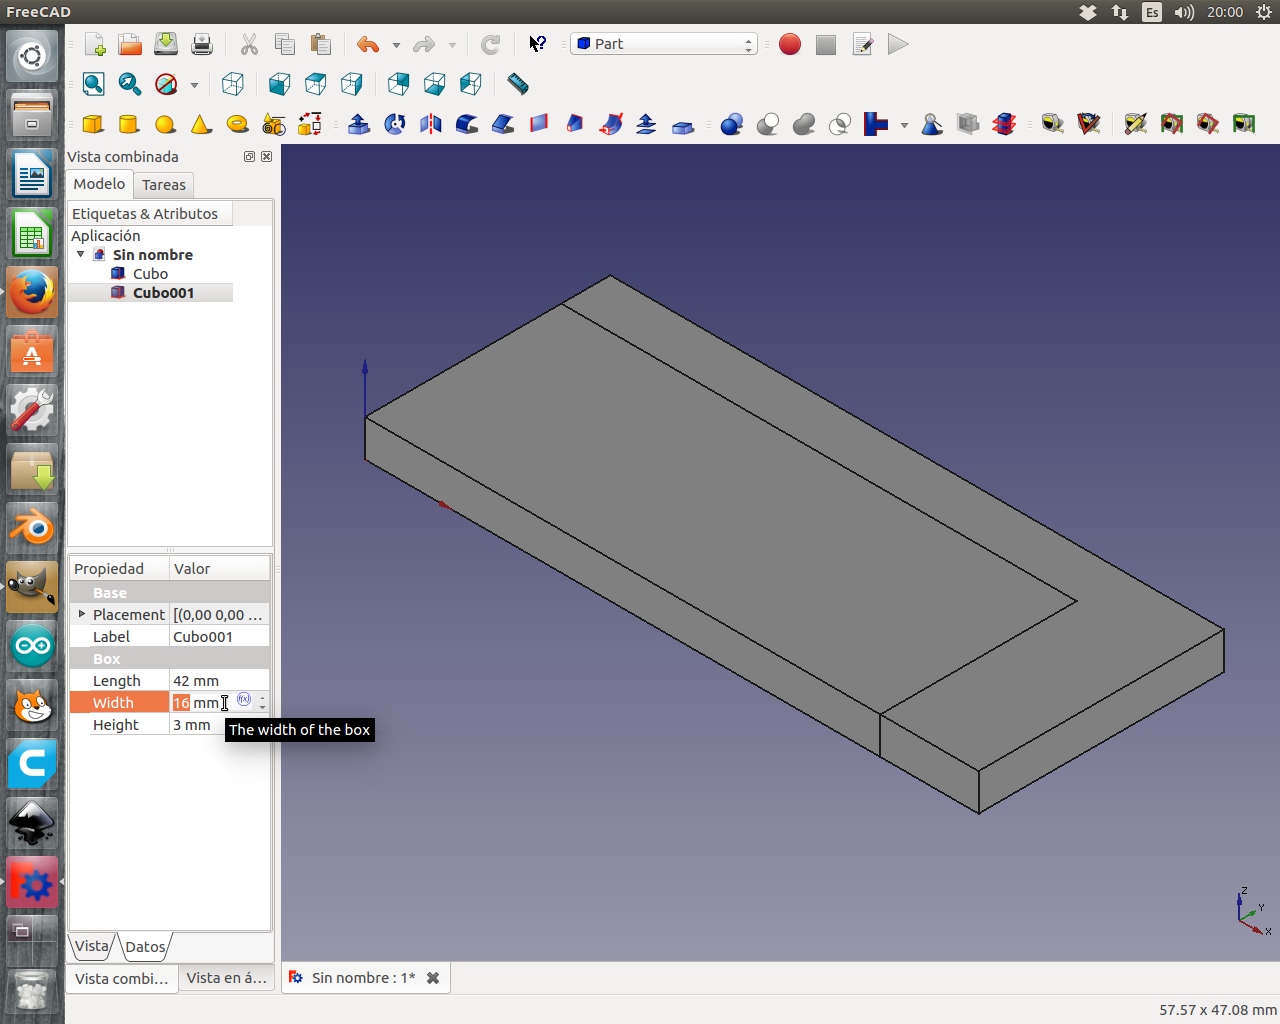 FreeCAD
Es
20:00
Part
Vista combinada
Modelo
Tareas
Etiquetas & Atributos
Aplicación
Sin nombre
Cubo
Cubo001
Propiedad
Valor
Base
Placement
[(0,00 0,00 ...
Label
Cubo001
Box
Length
42 mm
Width
16 mm
f(x)
Height
3 mm
The width of the box
Z
Y
X
Vista
Datos
Vista combi...
Vista en á...
Sin nombre : 1*
57.57 x 47.08 mm